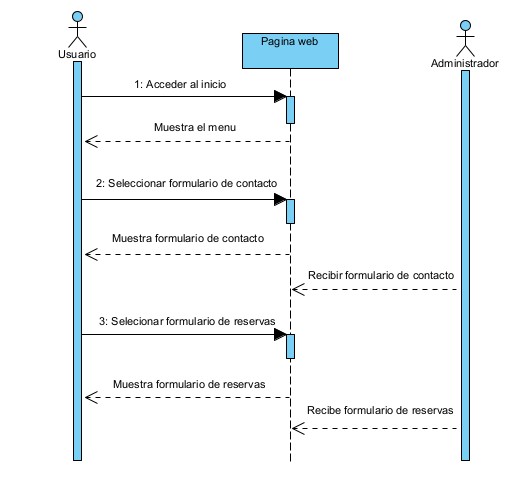 Usuario
Pagina web
Administrador
1: Acceder al inicio
Muestra el menu
2: Seleccionar formulario de contacto
Muestra formulario de contacto
Recibir formulario de contacto
3: Selecionar formulario de reservas
Muestra formulario de reservas
Recibe formulario de reservas